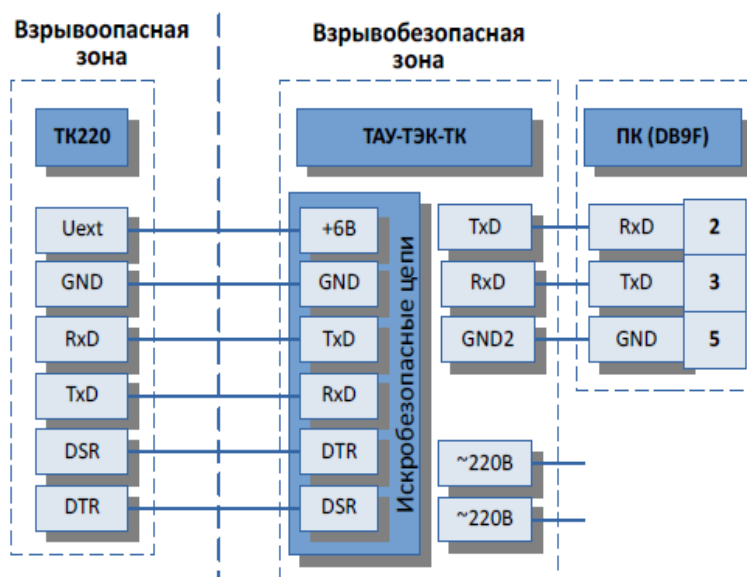 Взрывоопасная
зона
Взрывобезопасная
зона
ТК220
ТАУ-ТЭК-ТК
ПК (DB9F)
Uext
+6В
TxD
RxD
2
GND
GND
RxD
TxD
3
RxD
TxD
GND2
GND
5
TxD
RxD
DSR
DTR
~220В
DTR
DSR
~220В
Искробезопасные цепи